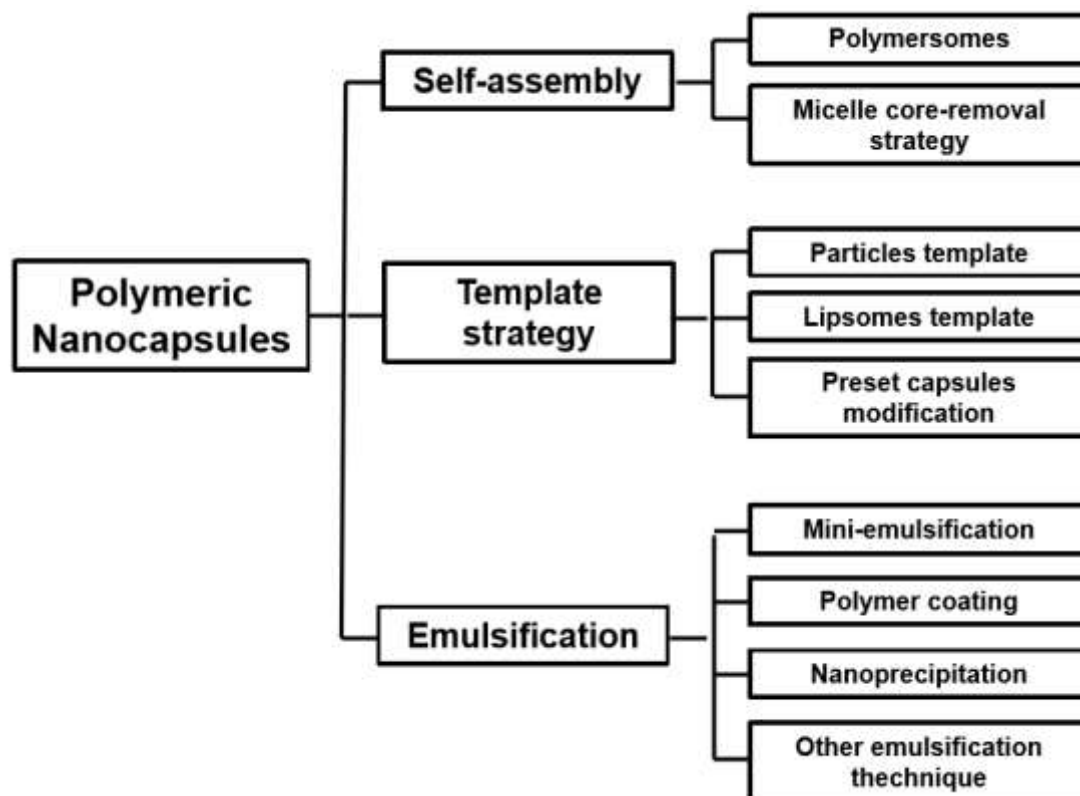 Polymeric
Nanocapsules
Self-assembly
Polymersomes
Micelle core-removal
strategy
Template
strategy
Particles template
Lipsomes template
Preset capsules
modification
Emulsification
Mini-emulsification
Polymer coating
Nanoprecipitation
Other emulsification
thechnique